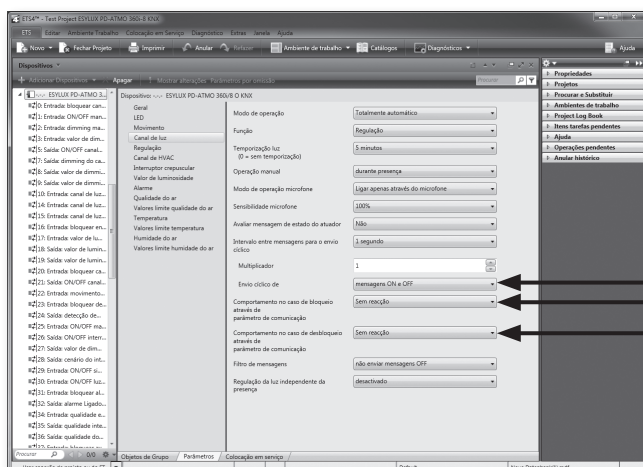 ETS4™ - Test Project ESYLUX PD-ATMO 360i-8 KNX
ETS Editar Ambiente Trabalho Colocação em Serviço Diagnóstico Extras Janela Ajuda
Novo Fechar Projeto Imprimir Anular Refazer Ambiente de trabalho Catálogos Diagnósticos Ajuda
Dispositivos
Adicionar Dispositivos Apagar Mostrar alterações Parâmetros por omissão Procurar
ESYLUX PD-ATMO 3...
0: Entrada: bloquear can...
1: Entrada: ON/OFF man...
2: Entrada: dimming ma...
3: Entrada: valor de dim...
5: Saída: ON/OFF canal...
7: Saída: dimming do ca...
8: Saída: valor de dimmi...
9: Saída: valor de dimmi...
10: Entrada: canal de luz...
14: Entrada: canal de luz...
15: Entrada: canal de luz...
16: Entrada: bloquear en...
17: Entrada: valor de lu...
18: Saída: valor de lumin...
19: Saída: valor de lumin...
20: Entrada: bloquear ca...
21: Saída: ON/OFF canal...
22: Entrada: movimento...
23: Entrada: bloquear de...
24: Saída: detecção de...
25: Entrada: ON/OFF ma...
26: Saída: ON/OFF interr...
27: Saída: valor de dim...
28: Saída: cenário do int...
29: Entrada: ON/OFF si...
30: Entrada: ON/OFF luz...
31: Entrada: bloquear al...
32: Saída: alarme Ligado...
34: Entrada: qualidade e...
35: Saída: qualidade inte...
36: Saída: qualidade do...
Procurar 0/0
Dispositivo: ESYLUX PD-ATMO 360i/8 O KNX
Geral
LED
Movimento
Canal de luz
Regulação
Canal de HVAC
Interruptor crepuscular
Valor de luminosidade
Alarme
Qualidade do ar
Valores limite qualidade do ar
Temperatura
Valores limite temperatura
Humidade do ar
Valores limite humidade do ar
Modo de operação Totalmente automático
Função Regulação
Temporização luz 5 minutos
(0 = sem temporização)
Operação manual durante presença
Modo de operação microfone Ligar apenas através do microfone
Sensibilidade microfone 100%
Avaliar mensagem de estado do atuador Não
Intervalo entre mensagens para o envio 1 segundo
cíclico
Multiplicador 1
Envio cíclico de mensagens ON e OFF
Comportamento no caso de bloqueio Sem reacção
através de
parâmetro de comunicação
Comportamento no caso de desbloqueio Sem reacção
através de
parâmetro de comunicação
Filtro de mensagens não enviar mensagens OFF
Regulação da luz independente da desactivado
presença
Objetos de Grupo Parâmetros Colocação em serviço
Propriedades
Projetos
Procurar e Substituir
Ambientes de trabalho
Project Log Book
Itens tarefas pendentes
Ajuda
Operações pendentes
Anular histórico